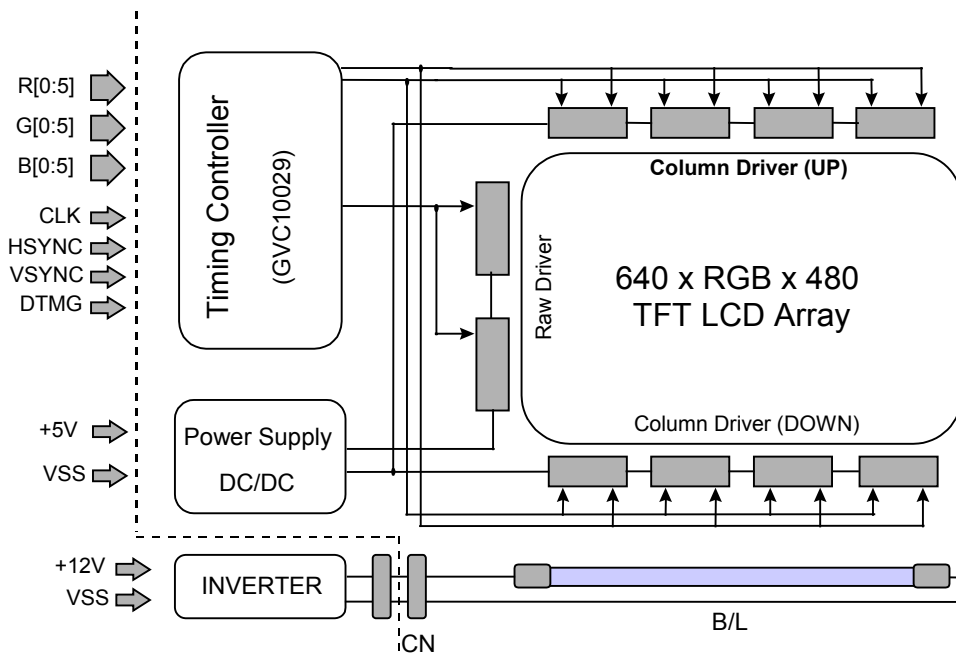 R[0:5]
G[0:5]
B[0:5]
CLK
HSYNC
VSYNC
DTMG
+5V
VSS
+12V
VSS
Timing Controller
(GVC10029)
Power Supply
DC/DC
INVERTER
CN
Column Driver (UP)
Raw Driver
640 x RGB x 480
TFT LCD Array
Column Driver (DOWN)
B/L